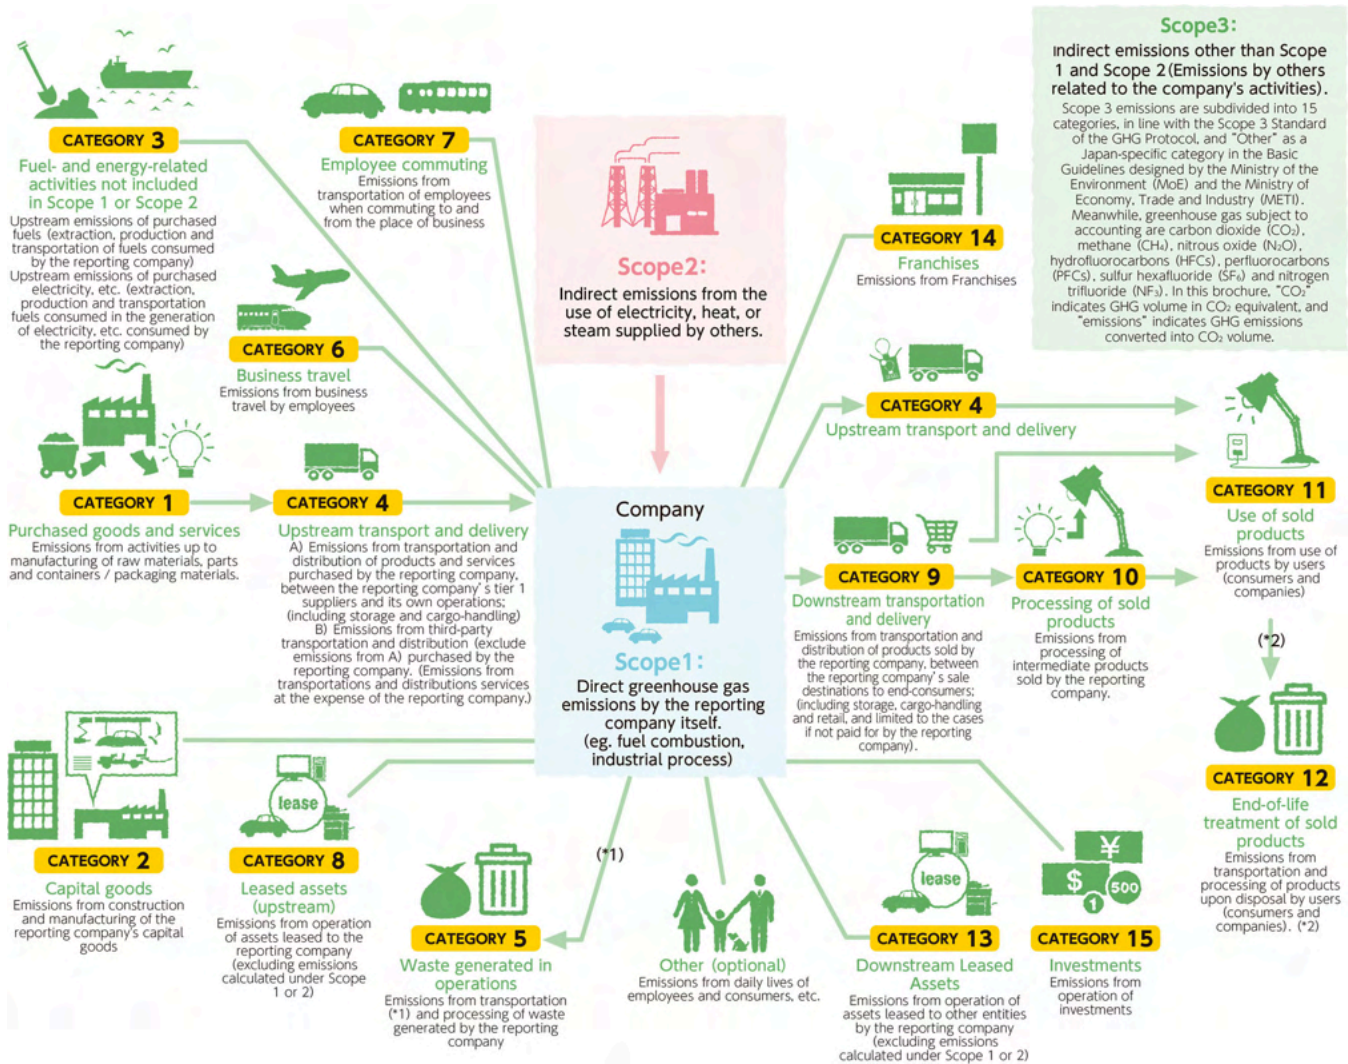 Scope3:
Indirect emissions other than Scope
1 and Scope 2(Emissions by others
related to the company's activities).
Scope 3 emissions are subdivided into 15
categories, in line with the Scope 3 Standard
of the GHG Protocol, and "Other" as a
Japan-specific category in the Basic
Guidelines designed by the Ministry of the
Environment (MoE) and the Ministry of
Economy, Trade and Industry (METI).
Meanwhile, greenhouse gas subject to
accounting are carbon dioxide (CO₂),
methane (CH₄), nitrous oxide (N₂O),
hydrofluorocarbons (HFCs), perfluorocarbons
(PFCs), sulfur hexafluoride (SF₆) and nitrogen
trifluoride (NF₃). In this brochure, "CO₂"
indicates GHG volume in CO₂ equivalent, and
"emissions" indicates GHG emissions
converted into CO₂ volume.
CATEGORY 3
Fuel- and energy-related
activities not included
in Scope 1 or Scope 2
Upstream emissions of purchased
fuels (extraction, production and
transportation of fuels consumed
by the reporting company)
Upstream emissions of purchased
electricity, etc. (extraction,
production and transportation
fuels consumed in the generation
of electricity, etc. consumed by
the reporting company)
CATEGORY 7
Employee commuting
Emissions from
transportation of employees
when commuting to and
from the place of business
CATEGORY 6
Business travel
Emissions from business
travel by employees
Scope2:
Indirect emissions from the
use of electricity, heat, or
steam supplied by others.
CATEGORY 14
Franchises
Emissions from Franchises
CATEGORY 4
Upstream transport and delivery
CATEGORY 1
Purchased goods and services
Emissions from activities up to
manufacturing of raw materials, parts
and containers / packaging materials.
CATEGORY 4
Upstream transport and delivery
A) Emissions from transportation and
distribution of products and services
purchased by the reporting company,
between the reporting company's tier 1
suppliers and its own operations;
(including storage and cargo-handling)
B) Emissions from third-party
transportation and distribution (exclude
emissions from A) purchased by the
reporting company. (Emissions from
transportations and distributions services
at the expense of the reporting company.)
Company
Scope1:
Direct greenhouse gas
emissions by the reporting
company itself.
(eg. fuel combustion,
industrial process)
CATEGORY 9
Downstream transportation
and delivery
Emissions from transportation and
distribution of products sold by
the reporting company, between
the reporting company's sale
destinations to end-consumers;
(including storage, cargo-handling
and retail, and limited to the cases
if not paid for by the reporting
company).
CATEGORY 10
Processing of sold
products
Emissions from
processing of
intermediate products
sold by the reporting
company.
CATEGORY 11
Use of sold
products
Emissions from use of
products by users
(consumers and
companies)
(*2)
CATEGORY 12
End-of-life
treatment of sold
products
Emissions from
transportation and
processing of products
upon disposal by users
(consumers and
companies). (*2)
CATEGORY 2
Capital goods
Emissions from construction
and manufacturing of the
reporting company's capital
goods
lease
CATEGORY 8
Leased assets
(upstream)
Emissions from operation
of assets leased to the
reporting company
(excluding emissions
calculated under Scope
1 or 2)
(*1)
CATEGORY 5
Waste generated in
operations
Emissions from transportation
(*1) and processing of waste
generated by the reporting
company
Other (optional)
Emissions from daily lives of
employees and consumers, etc.
lease
CATEGORY 13
Downstream Leased
Assets
Emissions from operation of
assets leased to other entities
by the reporting company
(excluding emissions
calculated under Scope 1 or 2)
¥
$
500
1
CATEGORY 15
Investments
Emissions from
operation of
investments